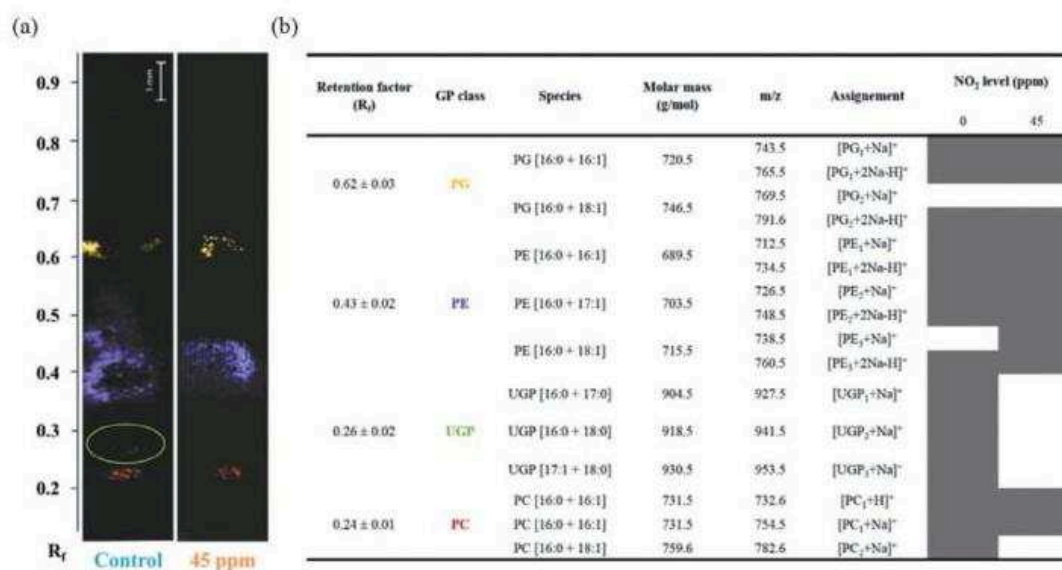 (a)
0.9
0.8
0.7
0.6
0.5
0.4
0.3
0.2
R_f
1 mm
Control 45 ppm
(b)
Retention factor (R_f) GP class Species Molar mass (g/mol) m/z Assignement NO₂ level (ppm)
0 45
0.62 ± 0.03 PG
PG [16:0 + 16:1] 720.5
743.5 [PG₁+Na]⁺
765.5 [PG₁+2Na-H]⁺
PG [16:0 + 18:1] 746.5
769.5 [PG₂+Na]⁺
791.6 [PG₂+2Na-H]⁺
0.43 ± 0.02 PE
PE [16:0 + 16:1] 689.5
712.5 [PE₁+Na]⁺
734.5 [PE₁+2Na-H]⁺
PE [16:0 + 17:1] 703.5
726.5 [PE₂+Na]⁺
748.5 [PE₂+2Na-H]⁺
PE [16:0 + 18:1] 715.5
738.5 [PE₃+Na]⁺
760.5 [PE₃+2Na-H]⁺
0.26 ± 0.02 UGP
UGP [16:0 + 17:0] 904.5 927.5 [UGP₁+Na]⁺
UGP [16:0 + 18:0] 918.5 941.5 [UGP₂+Na]⁺
UGP [17:1 + 18:0] 930.5 953.5 [UGP₃+Na]⁺
0.24 ± 0.01 PC
PC [16:0 + 16:1] 731.5 732.6 [PC₁+H]⁺
PC [16:0 + 16:1] 731.5 754.5 [PC₁+Na]⁺
PC [16:0 + 18:1] 759.6 782.6 [PC₂+Na]⁺